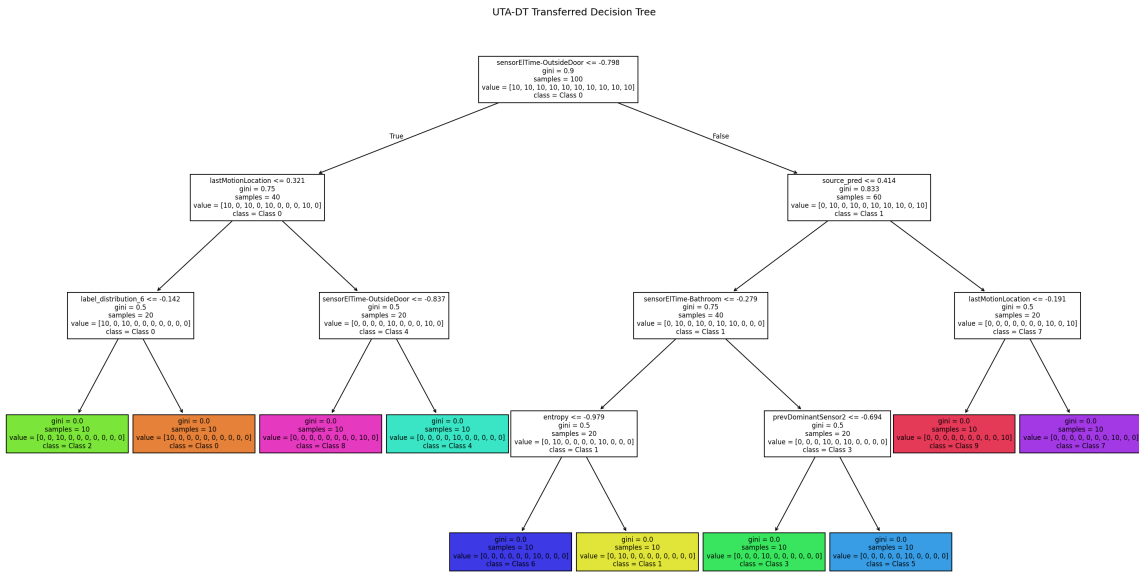 UTA-DT Transferred Decision Tree
sensorElTime-OutsideDoor <= -0.798
gini = 0.9
samples = 100
value = [10, 10, 10, 10, 10, 10, 10, 10, 10, 10]
class = Class 0
True
False
lastMotionLocation <= 0.321
gini = 0.75
samples = 40
value = [10, 0, 10, 0, 10, 0, 0, 0, 10, 0]
class = Class 0
source_pred <= 0.414
gini = 0.833
samples = 60
value = [0, 10, 0, 10, 0, 10, 10, 10, 0, 10]
class = Class 1
label_distribution_6 <= -0.142
gini = 0.5
samples = 20
value = [10, 0, 10, 0, 0, 0, 0, 0, 0, 0]
class = Class 0
sensorElTime-OutsideDoor <= -0.837
gini = 0.5
samples = 20
value = [0, 0, 0, 0, 10, 0, 0, 0, 10, 0]
class = Class 4
sensorElTime-Bathroom <= -0.279
gini = 0.75
samples = 40
value = [0, 10, 0, 10, 0, 10, 10, 0, 0, 0]
class = Class 1
lastMotionLocation <= -0.191
gini = 0.5
samples = 20
value = [0, 0, 0, 0, 0, 0, 0, 10, 0, 10]
class = Class 7
gini = 0.0
samples = 10
value = [0, 0, 10, 0, 0, 0, 0, 0, 0, 0]
class = Class 2
gini = 0.0
samples = 10
value = [10, 0, 0, 0, 0, 0, 0, 0, 0, 0]
class = Class 0
gini = 0.0
samples = 10
value = [0, 0, 0, 0, 0, 0, 0, 0, 10, 0]
class = Class 8
gini = 0.0
samples = 10
value = [0, 0, 0, 0, 10, 0, 0, 0, 0, 0]
class = Class 4
entropy <= -0.979
gini = 0.5
samples = 20
value = [0, 10, 0, 0, 0, 0, 10, 0, 0, 0]
class = Class 1
prevDominantSensor2 <= -0.694
gini = 0.5
samples = 20
value = [0, 0, 0, 10, 0, 10, 0, 0, 0, 0]
class = Class 3
gini = 0.0
samples = 10
value = [0, 0, 0, 0, 0, 0, 0, 0, 0, 10]
class = Class 9
gini = 0.0
samples = 10
value = [0, 0, 0, 0, 0, 0, 0, 10, 0, 0]
class = Class 7
gini = 0.0
samples = 10
value = [0, 0, 0, 0, 0, 0, 10, 0, 0, 0]
class = Class 6
gini = 0.0
samples = 10
value = [0, 10, 0, 0, 0, 0, 0, 0, 0, 0]
class = Class 1
gini = 0.0
samples = 10
value = [0, 0, 0, 10, 0, 0, 0, 0, 0, 0]
class = Class 3
gini = 0.0
samples = 10
value = [0, 0, 0, 0, 0, 10, 0, 0, 0, 0]
class = Class 5